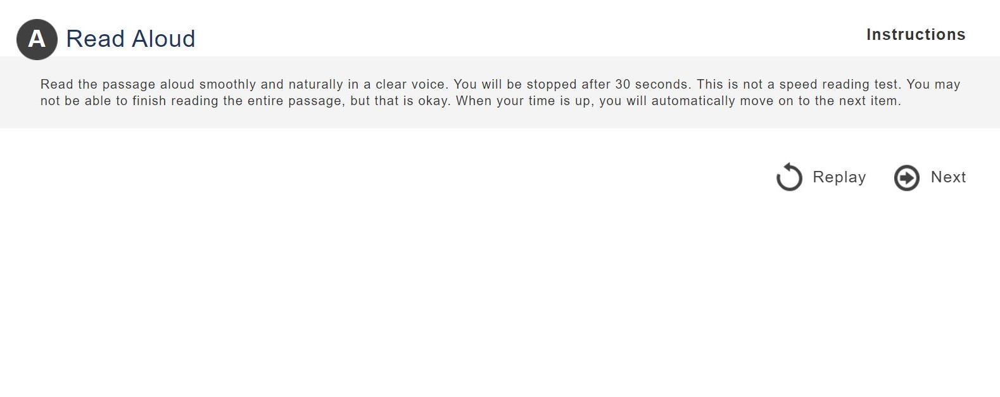 A Read Aloud
Instructions
Read the passage aloud smoothly and naturally in a clear voice. You will be stopped after 30 seconds. This is not a speed reading test. You may
not be able to finish reading the entire passage, but that is okay. When your time is up, you will automatically move on to the next item.
Replay
Next